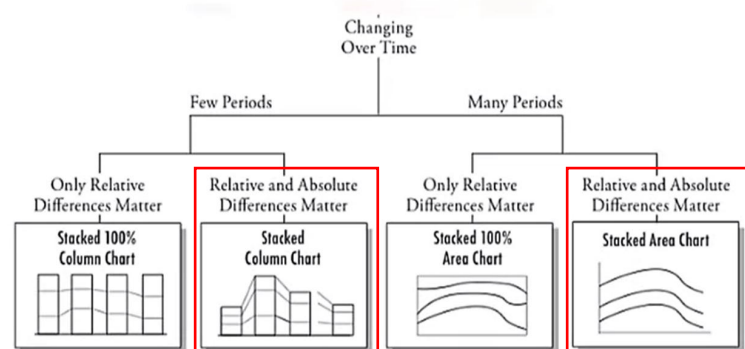 Changing
Over Time
Few Periods
Many Periods
Only Relative
Differences Matter
Relative and Absolute
Differences Matter
Only Relative
Differences Matter
Relative and Absolute
Differences Matter
Stacked 100%
Column Chart
Stacked
Column Chart
Stacked 100%
Area Chart
Stacked Area Chart